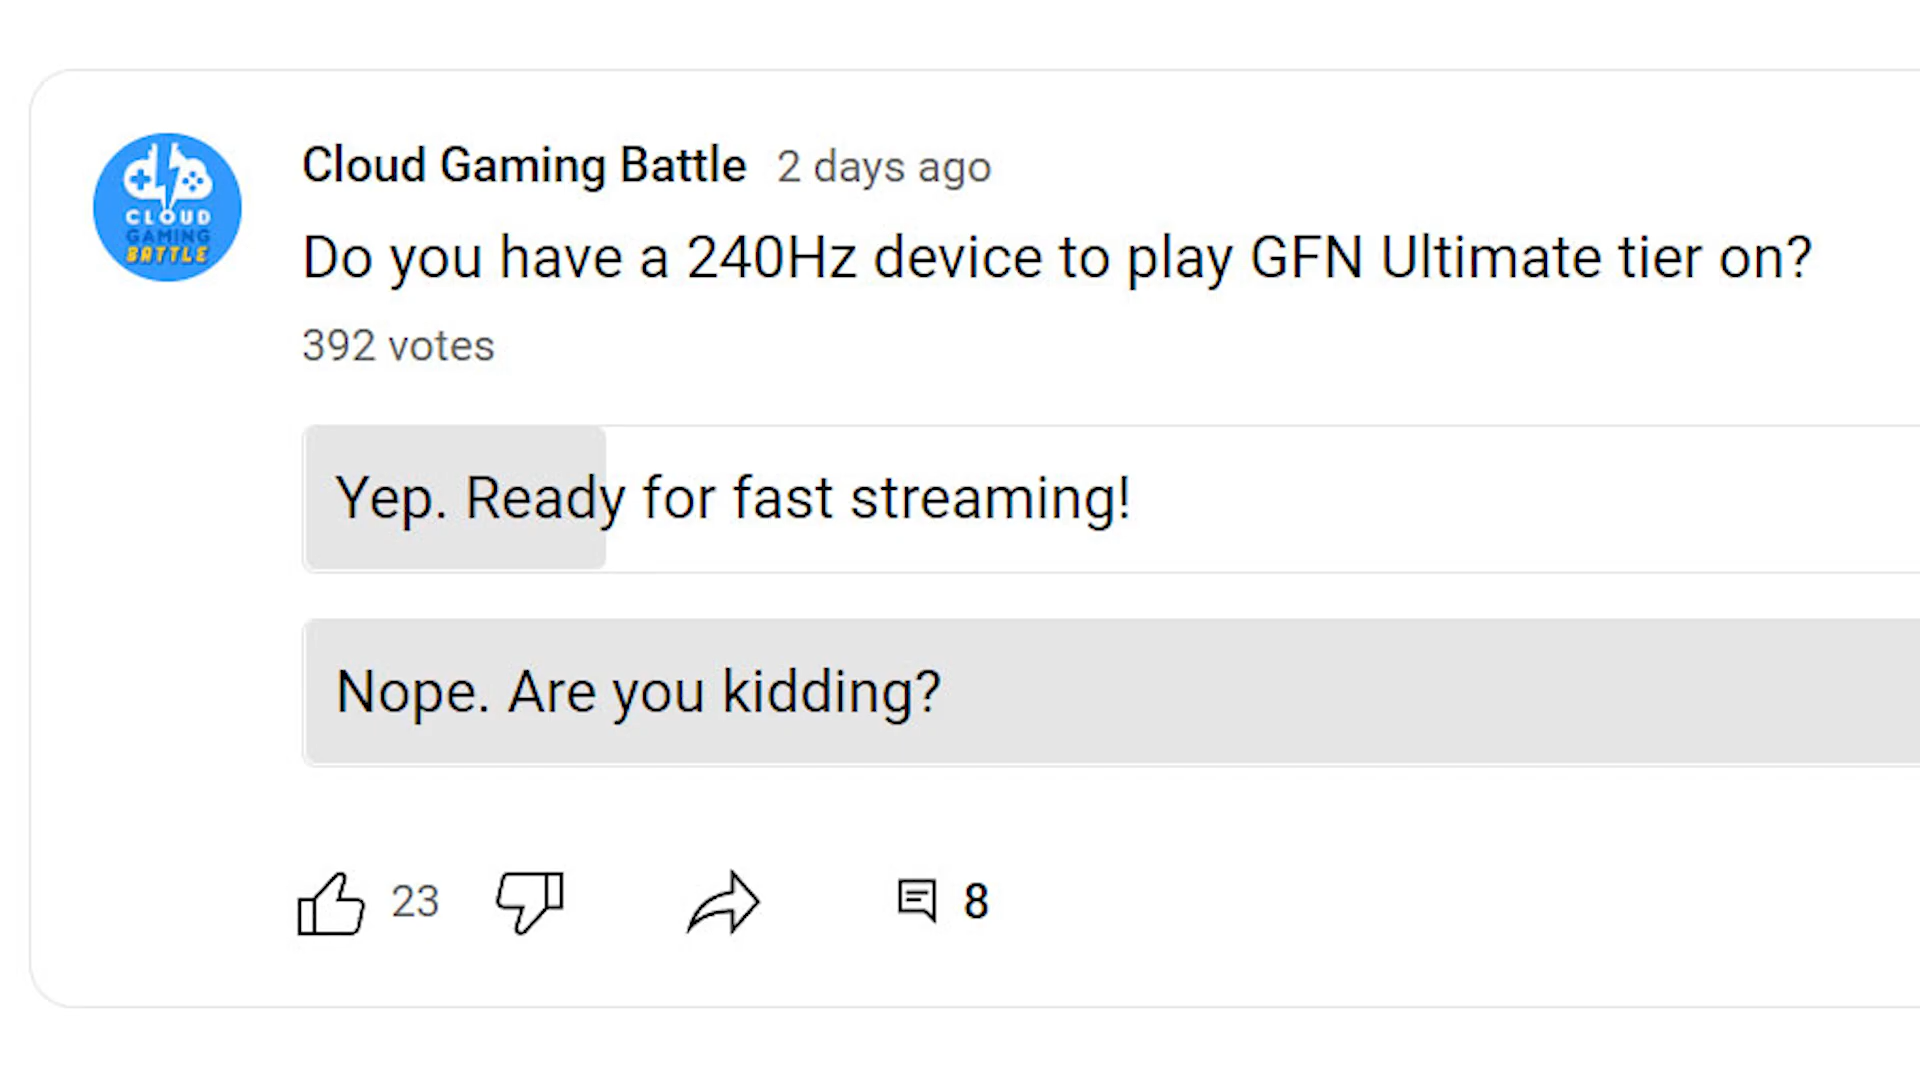 Cloud Gaming Battle 2 days ago
CLOUD
GAMING
BATTLE
Do you have a 240Hz device to play GFN Ultimate tier on?
392 votes
Yep. Ready for fast streaming!
Nope. Are you kidding?
23 8